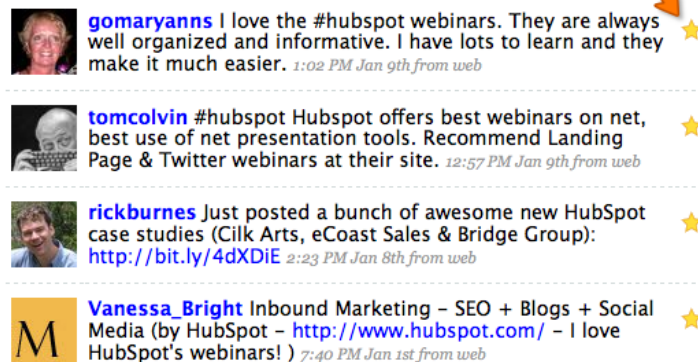 gomaryanns I love the #hubspot webinars. They are always
well organized and informative. I have lots to learn and they
make it much easier. 1:02 PM Jan 9th from web
tomcolvin #hubspot Hubspot offers best webinars on net,
best use of net presentation tools. Recommend Landing
Page & Twitter webinars at their site. 12:57 PM Jan 9th from web
rickburnes Just posted a bunch of awesome new HubSpot
case studies (Cilk Arts, eCoast Sales & Bridge Group):
http://bit.ly/4dXDiE 2:23 PM Jan 8th from web
Vanessa_Bright Inbound Marketing – SEO + Blogs + Social
M Media (by HubSpot – http://www.hubspot.com/ – I love
HubSpot's webinars! ) 7:40 PM Jan 1st from web